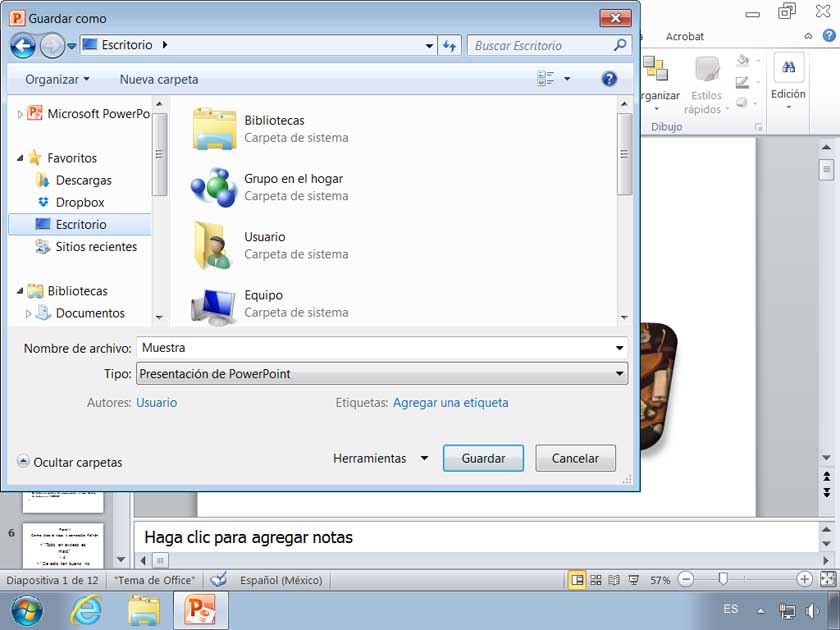 Guardar como
Escritorio
Buscar Escritorio
Organizar
Nueva carpeta
Microsoft PowerPo
Favoritos
Descargas
Dropbox
Escritorio
Sitios recientes
Bibliotecas
Documentos
Bibliotecas
Carpeta de sistema
Grupo en el hogar
Carpeta de sistema
Usuario
Carpeta de sistema
Equipo
Carpeta de sistema
Nombre de archivo: Muestra
Tipo: Presentación de PowerPoint
Autores: Usuario
Etiquetas: Agregar una etiqueta
Ocultar carpetas
Herramientas
Guardar
Cancelar
Acrobat
rganizar
Estilos
rápidos
Edición
Dibujo
6
Haga clic para agregar notas
Diapositiva 1 de 12
"Tema de Office"
Español (México)
57%
ES